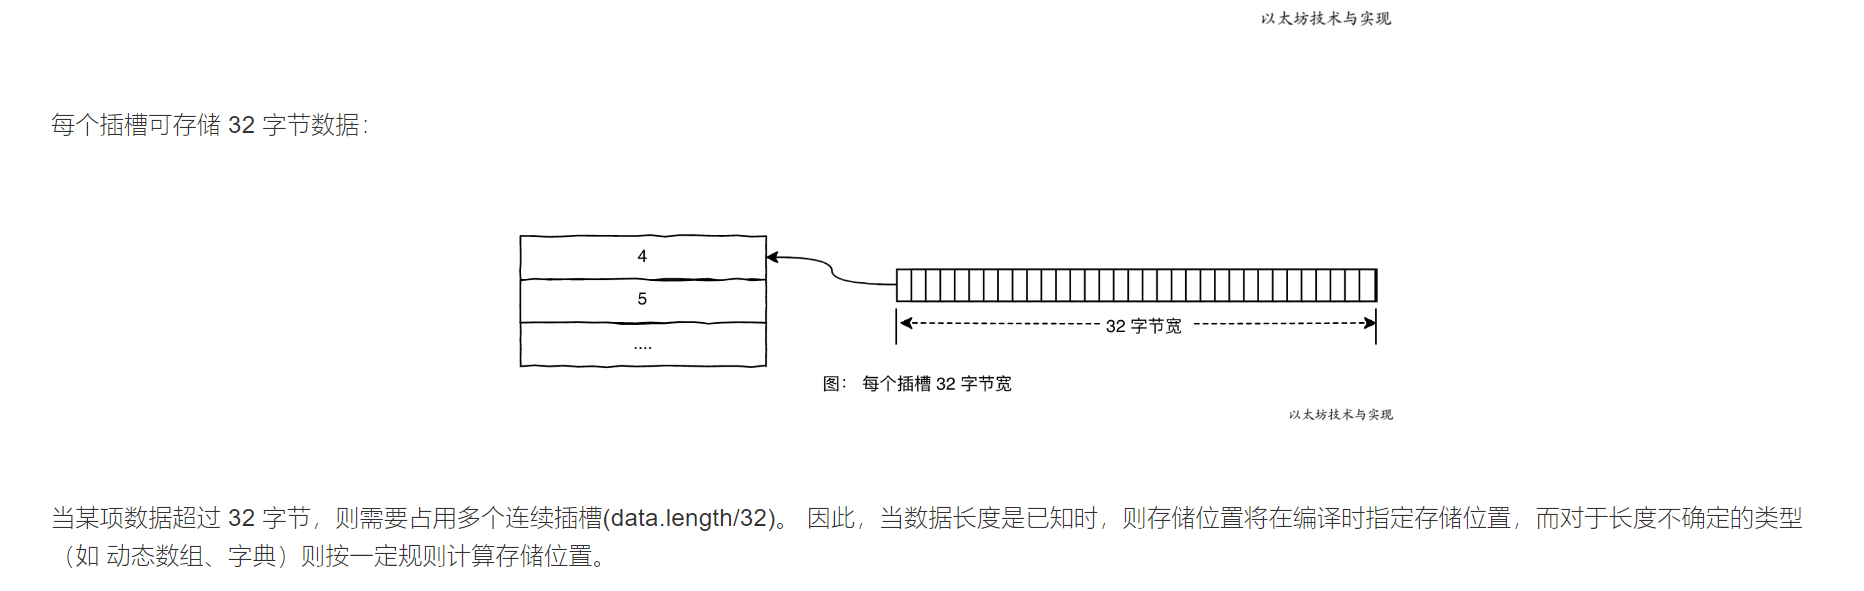 以太坊技术与实现
每个插槽可存储 32 字节数据：
4
5
....
32 字节宽
图： 每个插槽 32 字节宽
以太坊技术与实现
当某项数据超过 32 字节，则需要占用多个连续插槽(data.length/32)。 因此，当数据长度是已知时，则存储位置将在编译时指定存储位置，而对于长度不确定的类型
（如 动态数组、字典）则按一定规则计算存储位置。